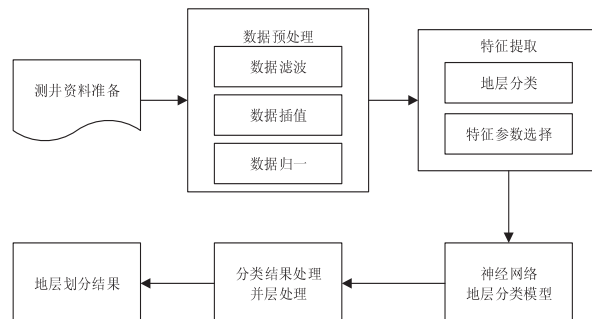 测井资料准备
数据预处理
数据滤波
数据插值
数据归一
特征提取
地层分类
特征参数选择
神经网络
地层分类模型
分类结果处理
并层处理
地层划分结果